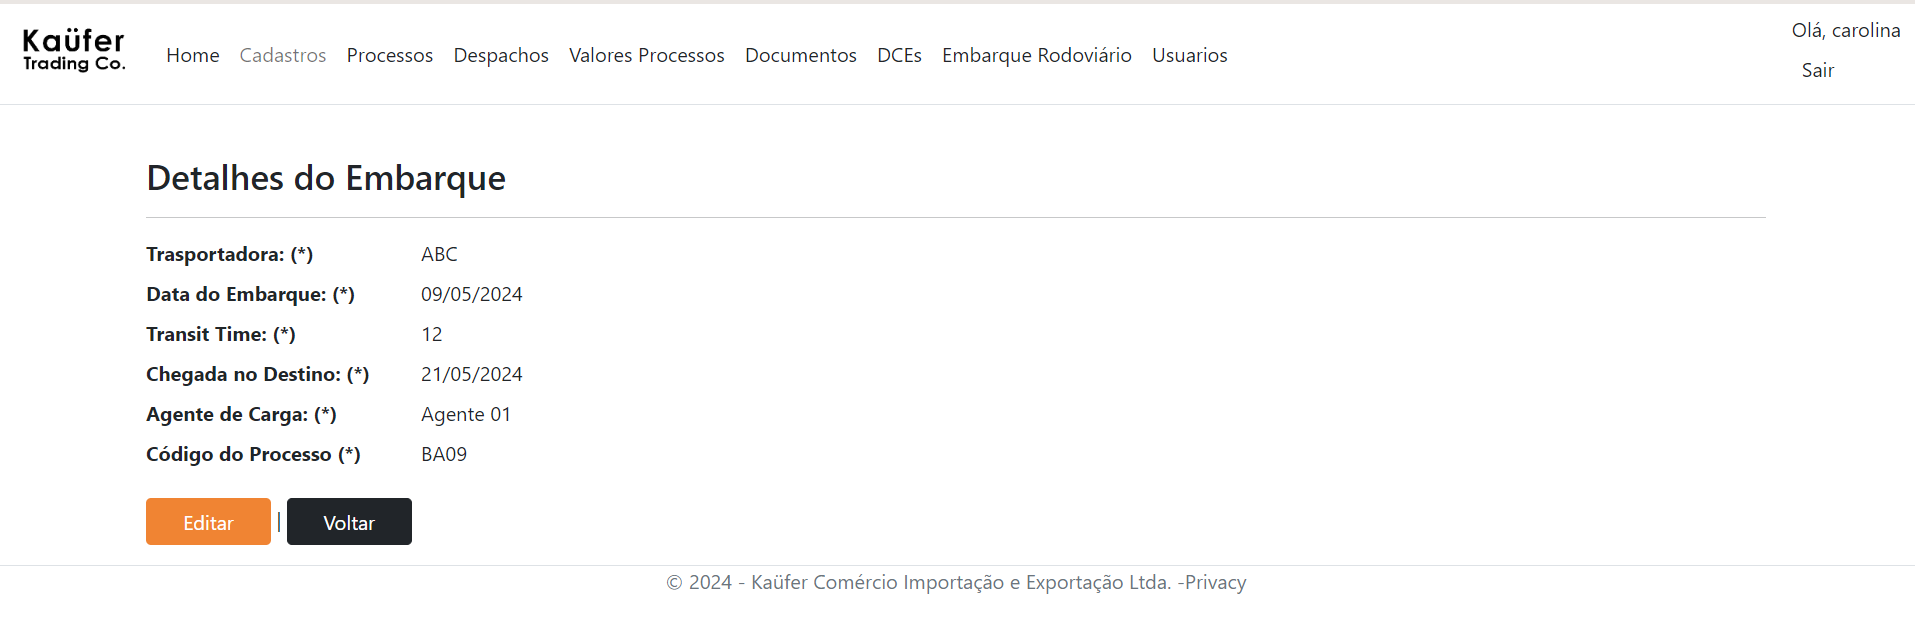 Kaüfer
Trading Co.
Home Cadastros Processos Despachos Valores Processos Documentos DCEs Embarque Rodoviário Usuarios
Olá, carolina
Sair
Detalhes do Embarque
Trasportadora: (*) ABC
Data do Embarque: (*) 09/05/2024
Transit Time: (*) 12
Chegada no Destino: (*) 21/05/2024
Agente de Carga: (*) Agente 01
Código do Processo (*) BA09
Editar | Voltar
© 2024 - Kaüfer Comércio Importação e Exportação Ltda. -Privacy